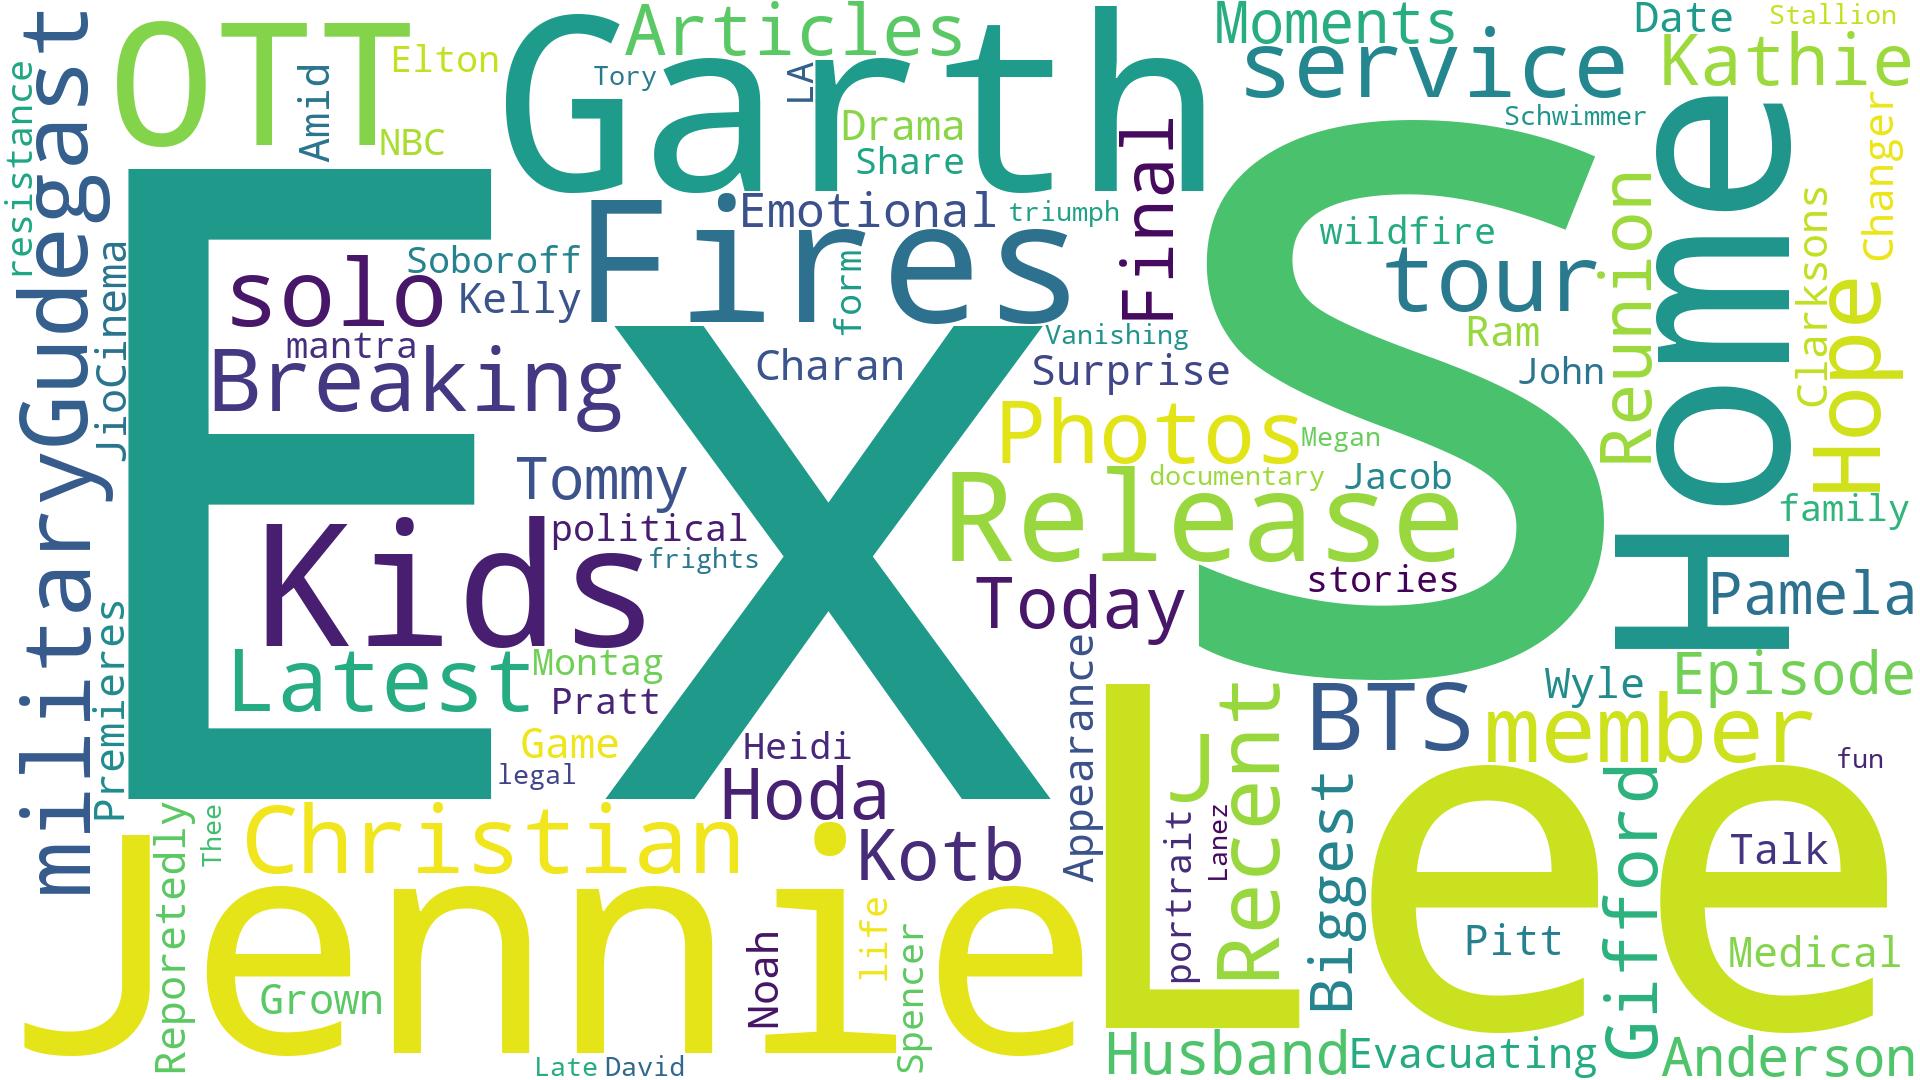 OTT
Garth
Articles
Moments
service
Date
Stallion
Kathie
Elton
Amid
NBC
Tory
LA
Drama
Share
Schwimmer
resistance
Gudegast
military
JioCinema
Premieres
Ex
S
Fires
Emotional
triumph
Final
wildfire
tour
Reunion
Home
Changer
Clarksons
Hope
Soboroff
Kelly
solo
mantra
Breaking
form
Charan
Vanishing
Surprise
Ram
John
Photos
Megan
documentary
Jacob
Release
Tommy
political
Kids
frights
Today
stories
family
Pamela
Latest
Montag
Pratt
Game
legal
Heidi
Hoda
Appearance
Recent
J
BTS
Wyle
Episode
member
fun
Reporetedly
Thee
Christian
Kotb
portrait
Lanez
Biggest
Lee
Gifford
Talk
Pitt
Medical
Jennie
Grown
Noah
life
Spencer
Late
David
Husband
Evacuating
Anderson